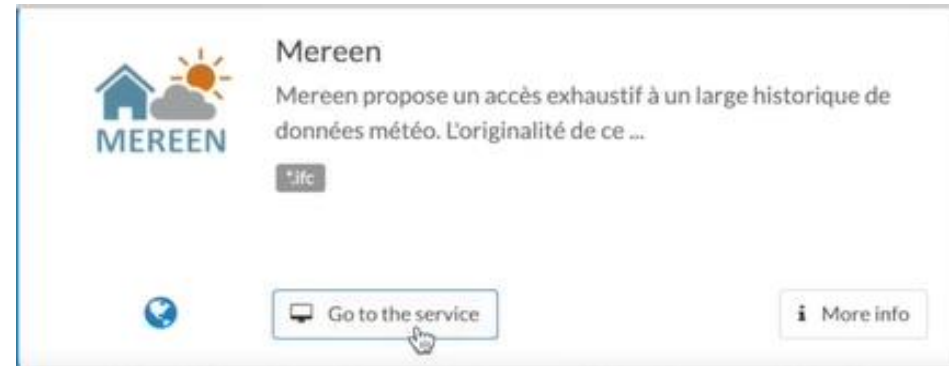 Mereen
Mereen propose un accès exhaustif à un large historique de
données météo. L'originalité de ce ...
MEREEN
*.ifc
Go to the service
More info